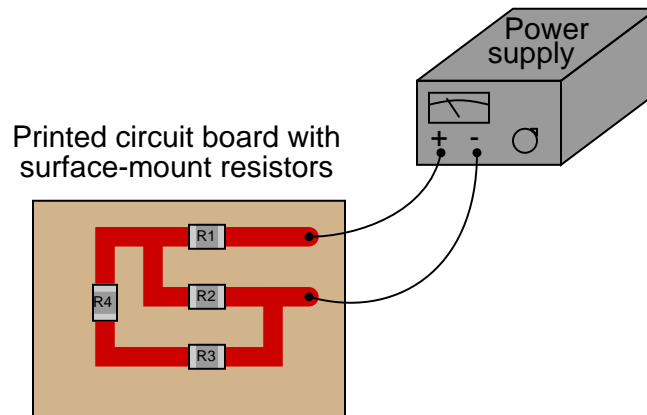 Power
supply
+ -
Printed circuit board with
surface-mount resistors
R1
R2
R4
R3